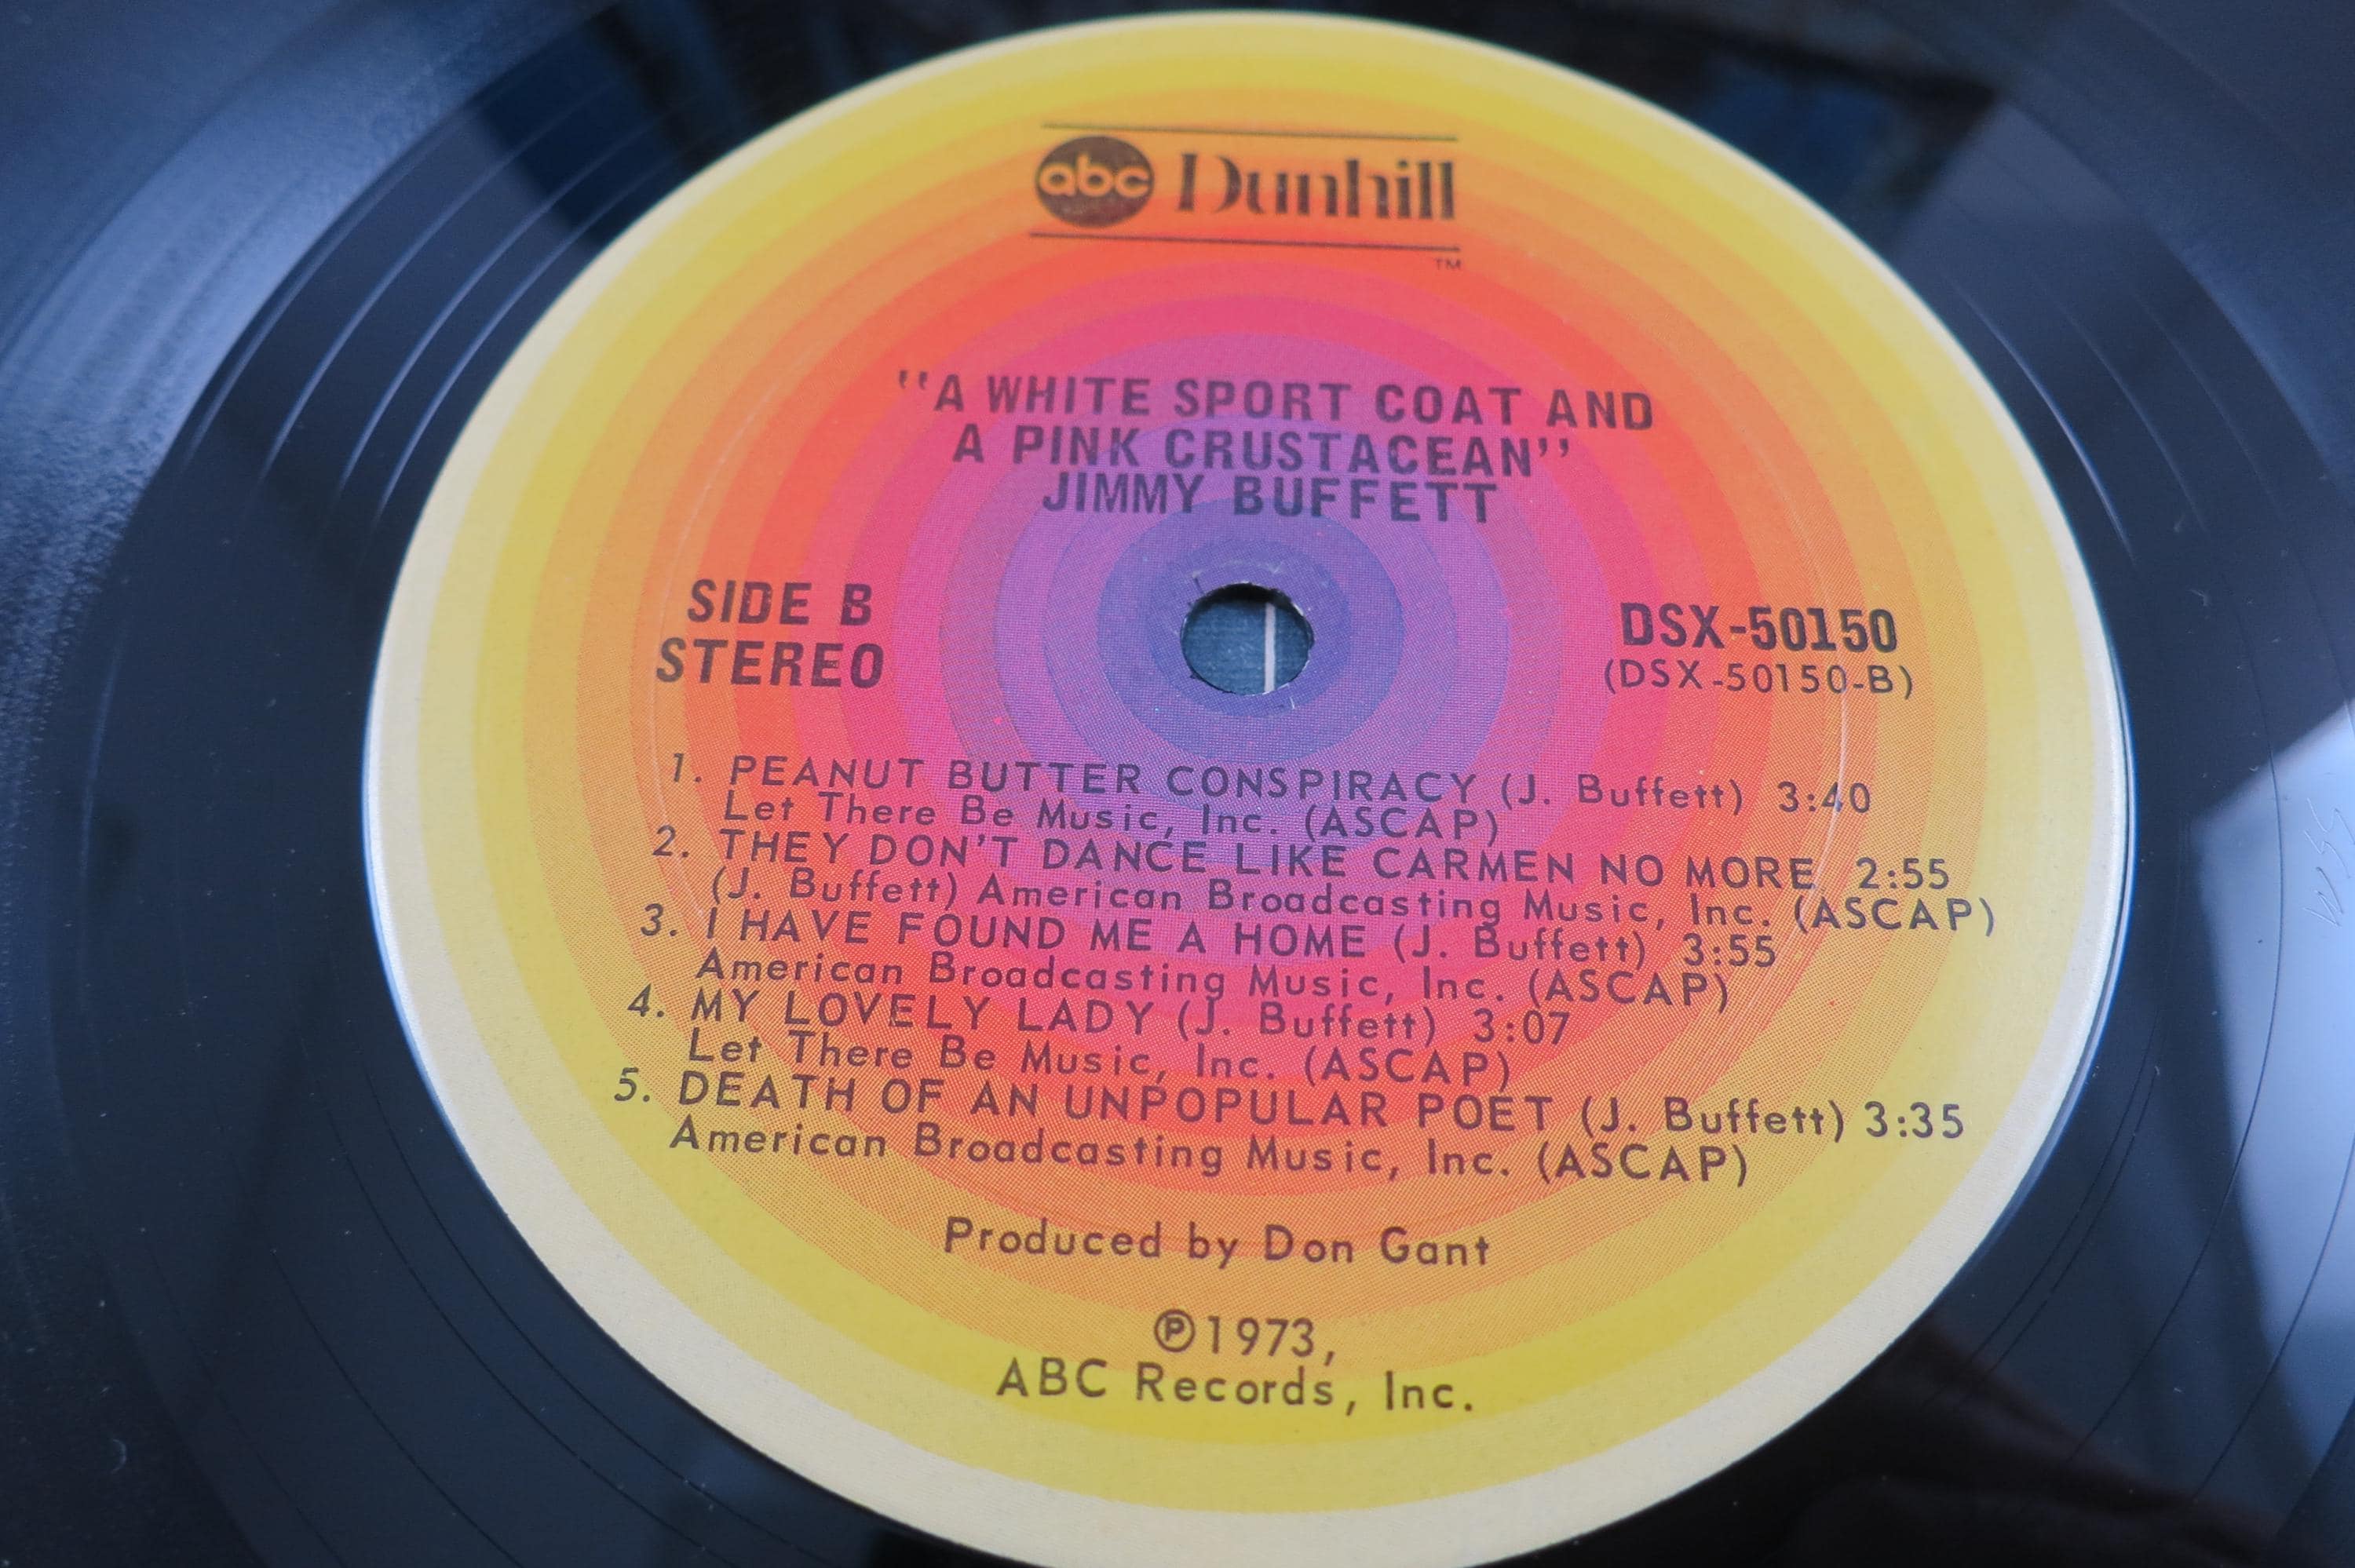 abc Dunhill
TM
"A WHITE SPORT COAT AND
A PINK CRUSTACEAN"
JIMMY BUFFETT
SIDE B
STEREO
DSX-50150
(DSX-50150-B)
1. PEANUT BUTTER CONSPIRACY (J. Buffett) 3:40
Let There Be Music, Inc. (ASCAP)
2. THEY DON'T DANCE LIKE CARMEN NO MORE 2:55
(J. Buffett) American Broadcasting Music, Inc. (ASCAP)
3. I HAVE FOUND ME A HOME (J. Buffett) 3:55
American Broadcasting Music, Inc. (ASCAP)
4. MY LOVELY LADY (J. Buffett) 3:07
Let There Be Music, Inc. (ASCAP)
5. DEATH OF AN UNPOPULAR POET (J. Buffett) 3:35
American Broadcasting Music, Inc. (ASCAP)
Produced by Don Gant
℗1973,
ABC Records, Inc.